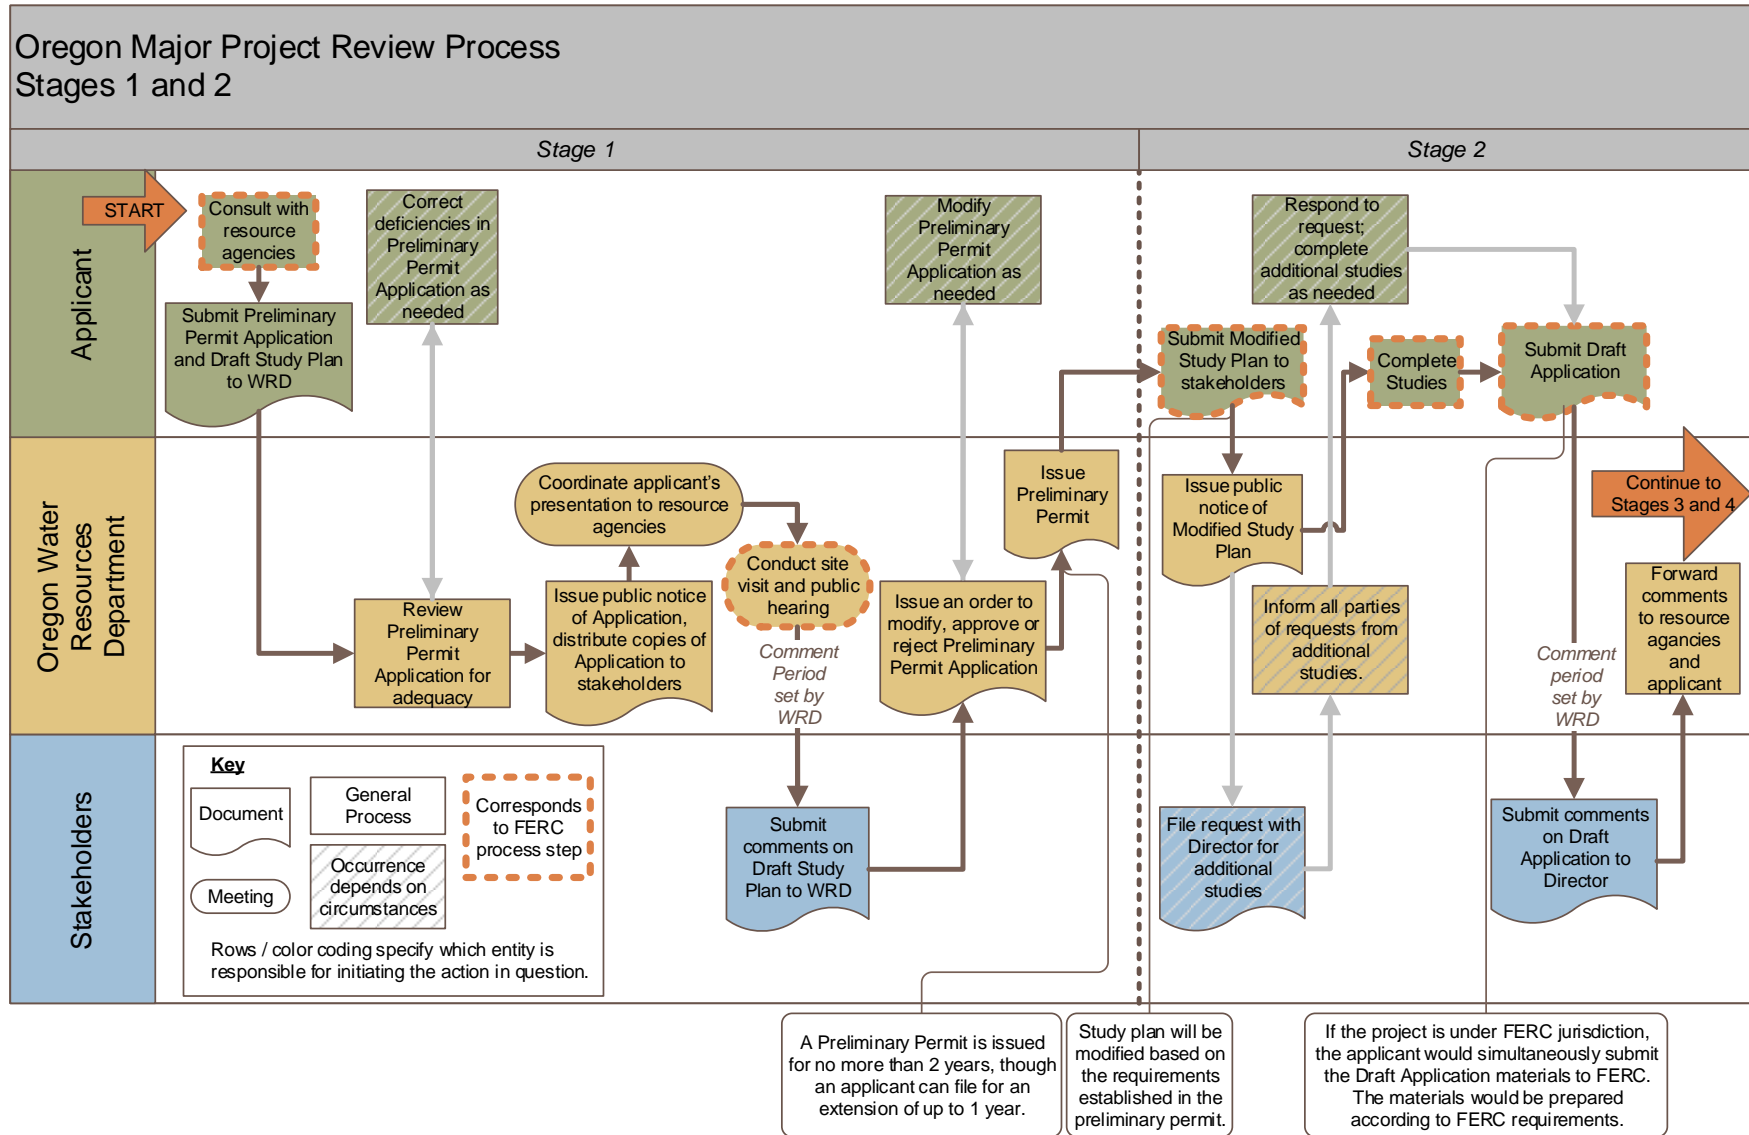 Oregon Major Project Review Process
Stages 1 and 2
Stage 1
Stage 2
Applicant
START
Consult with
resource
agencies
Submit Preliminary
Permit Application
and Draft Study Plan
to WRD
Correct
deficiencies in
Preliminary
Permit
Application as
needed
Modify
Preliminary
Permit
Application as
needed
Respond to
request;
complete
additional studies
as needed
Submit Modified
Study Plan to
stakeholders
Complete
Studies
Submit Draft
Application
Oregon Water
Resources
Department
Review
Preliminary
Permit
Application for
adequacy
Coordinate applicant's
presentation to resource
agencies
Issue public notice
of Application,
distribute copies of
Application to
stakeholders
Conduct site
visit and public
hearing
Comment
Period
set by
WRD
Issue an order to
modify, approve or
reject Preliminary
Permit Application
Issue
Preliminary
Permit
Issue public
notice of
Modified Study
Plan
Inform all parties
of requests from
additional
studies.
Comment
period
set by
WRD
Continue to
Stages 3 and 4
Forward
comments
to resource
agencies
and
applicant
Stakeholders
Key
Document
General
Process
Corresponds
to FERC
process step
Meeting
Occurrence
depends on
circumstances
Rows / color coding specify which entity is
responsible for initiating the action in question.
Submit
comments on
Draft Study
Plan to WRD
File request with
Director for
additional
studies
Submit comments
on Draft
Application to
Director
A Preliminary Permit is issued
for no more than 2 years, though
an applicant can file for an
extension of up to 1 year.
Study plan will be
modified based on
the requirements
established in the
preliminary permit.
If the project is under FERC jurisdiction,
the applicant would simultaneously submit
the Draft Application materials to FERC.
The materials would be prepared
according to FERC requirements.